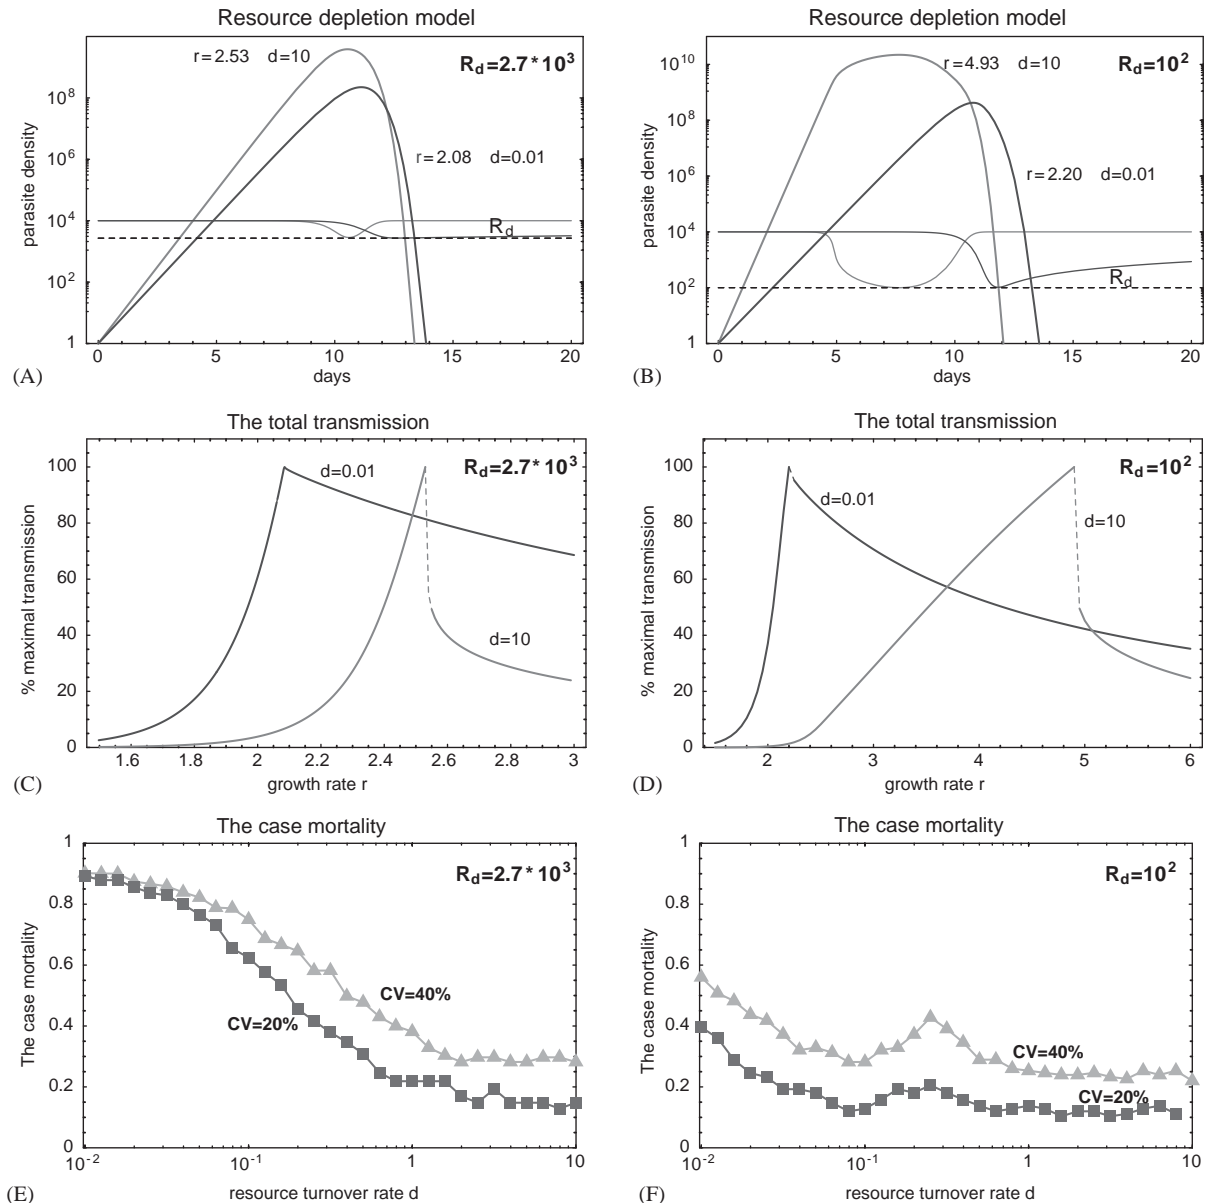 Resource depletion model
r=2.53 d=10
R_d=2.7*10^3
r=2.08 d=0.01
R_d
parasite density
10^8
10^6
10^4
10^2
1
0 5 10 15 20
days
(A)
Resource depletion model
r=4.93 d=10
R_d=10^2
r=2.20 d=0.01
R_d
parasite density
10^10
10^8
10^6
10^4
10^2
1
0 5 10 15 20
days
(B)
The total transmission
R_d=2.7*10^3
d=0.01
d=10
% maximal transmission
100
80
60
40
20
0
1.6 1.8 2 2.2 2.4 2.6 2.8 3
growth rate r
(C)
The total transmission
R_d=10^2
d=0.01
d=10
% maximal transmission
100
80
60
40
20
0
2 3 4 5 6
growth rate r
(D)
The case mortality
R_d=2.7*10^3
CV=40%
CV=20%
The case mortality
1
0.8
0.6
0.4
0.2
0
10^-2 10^-1 1 10
resource turnover rate d
(E)
The case mortality
R_d=10^2
CV=40%
CV=20%
The case mortality
1
0.8
0.6
0.4
0.2
0
10^-2 10^-1 1 10
resource turnover rate d
(F)